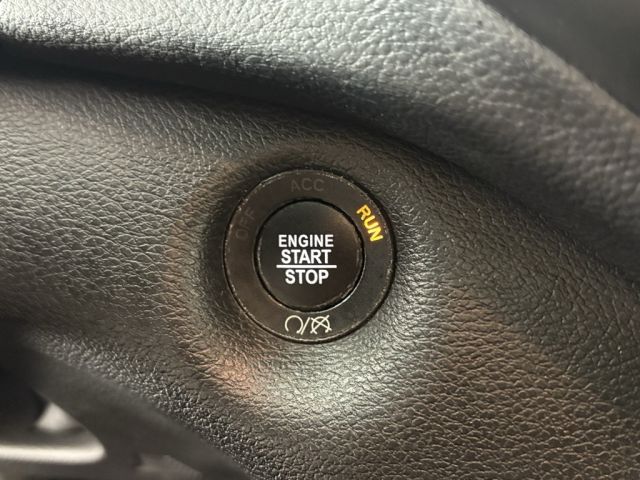 OFF
ACC
RUN
ENGINE
START
STOP